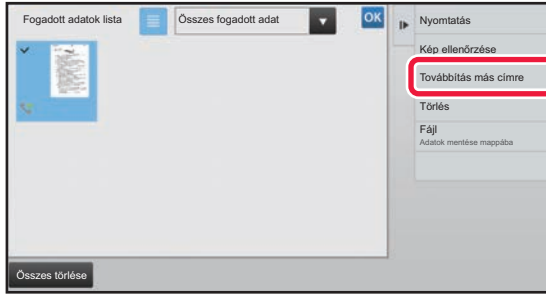 Fogadott adatok lista
Összes fogadott adat
OK
Nyomtatás
Kép ellenőrzése
Továbbítás más címre
Törlés
Fájl
Adatok mentése mappába
Összes törlése